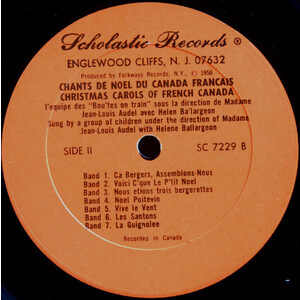 Scholastic Records ®
ENGLEWOOD CLIFFS, N. J. 07632
Produced by Folkways Records, N.Y., © 1956
CHANTS DE NOEL DU CANADA FRANCAIS
CHRISTMAS CAROLS OF FRENCH CANADA
l'equipe des "Bou'tes on train" sous la direction de Madame
Jean-Louis Audel avec Helen Ba'largeon
Sung by a group of children under the direction of Madame
Jean-Louis Audet with Helene Ballargeon
SIDE II SC 7229 B
Band 1. Ca Bergers, Assemblons-Nous
Band 2. Voici C'que Le P'tit Noel
Band 3. Nous etions trois bergerettes
Band 4. Noel Poitevin
Band 5. Vive le Vent
Band 6. Les Santons
Band 7. La Guignolee
Recorded in Canada